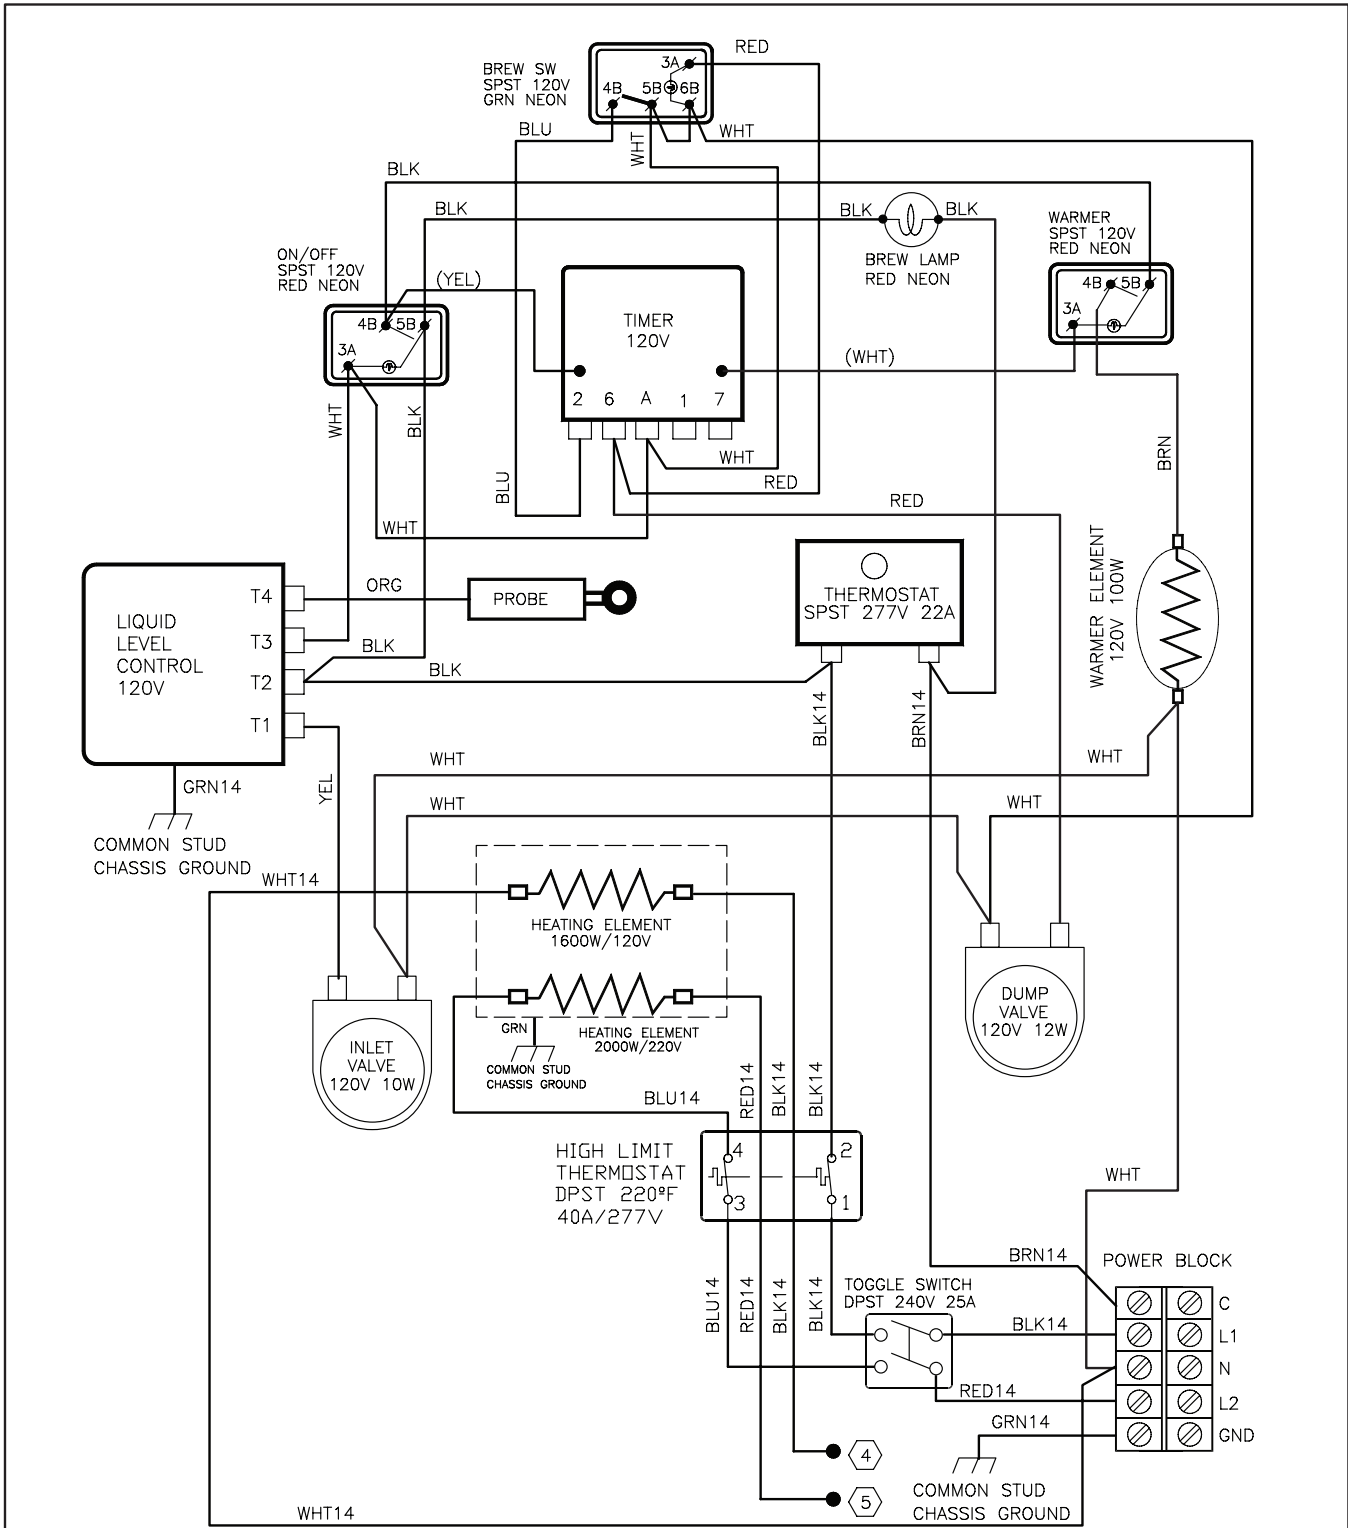 RED
3A
BREW SW
SPST 120V
GRN NEON
4B 5B 6B
BLU
WHT
WHT
BLK
BLK
BLK
BLK
BREW LAMP
RED NEON
WARMER
SPST 120V
RED NEON
4B 5B
3A
ON/OFF
SPST 120V
RED NEON
4B 5B
3A
(YEL)
TIMER
120V
2 6 A 1 7
(WHT)
WHT
BLK
BLU
WHT
RED
RED
WHT
BRN
LIQUID
LEVEL
CONTROL
120V
T4
T3
T2
T1
ORG
PROBE
BLK
BLK
THERMOSTAT
SPST 277V 22A
WARMER ELEMENT
120V 100W
BLK14
BRN14
GRN14
COMMON STUD
CHASSIS GROUND
YEL
WHT
WHT
WHT
WHT
WHT14
HEATING ELEMENT
1600W/120V
HEATING ELEMENT
2000W/220V
GRN
COMMON STUD
CHASSIS GROUND
INLET
VALVE
120V 10W
DUMP
VALVE
120V 12W
BLU14
RED14
BLK14
BLK14
HIGH LIMIT
THERMOSTAT
DPST 220ºF
40A/277V
4
2
3
1
WHT
BRN14
POWER BLOCK
BLU14
RED14
BLK14
BLK14
TOGGLE SWITCH
DPST 240V 25A
BLK14
RED14
GRN14
C
L1
N
L2
GND
4
5
COMMON STUD
CHASSIS GROUND
WHT14